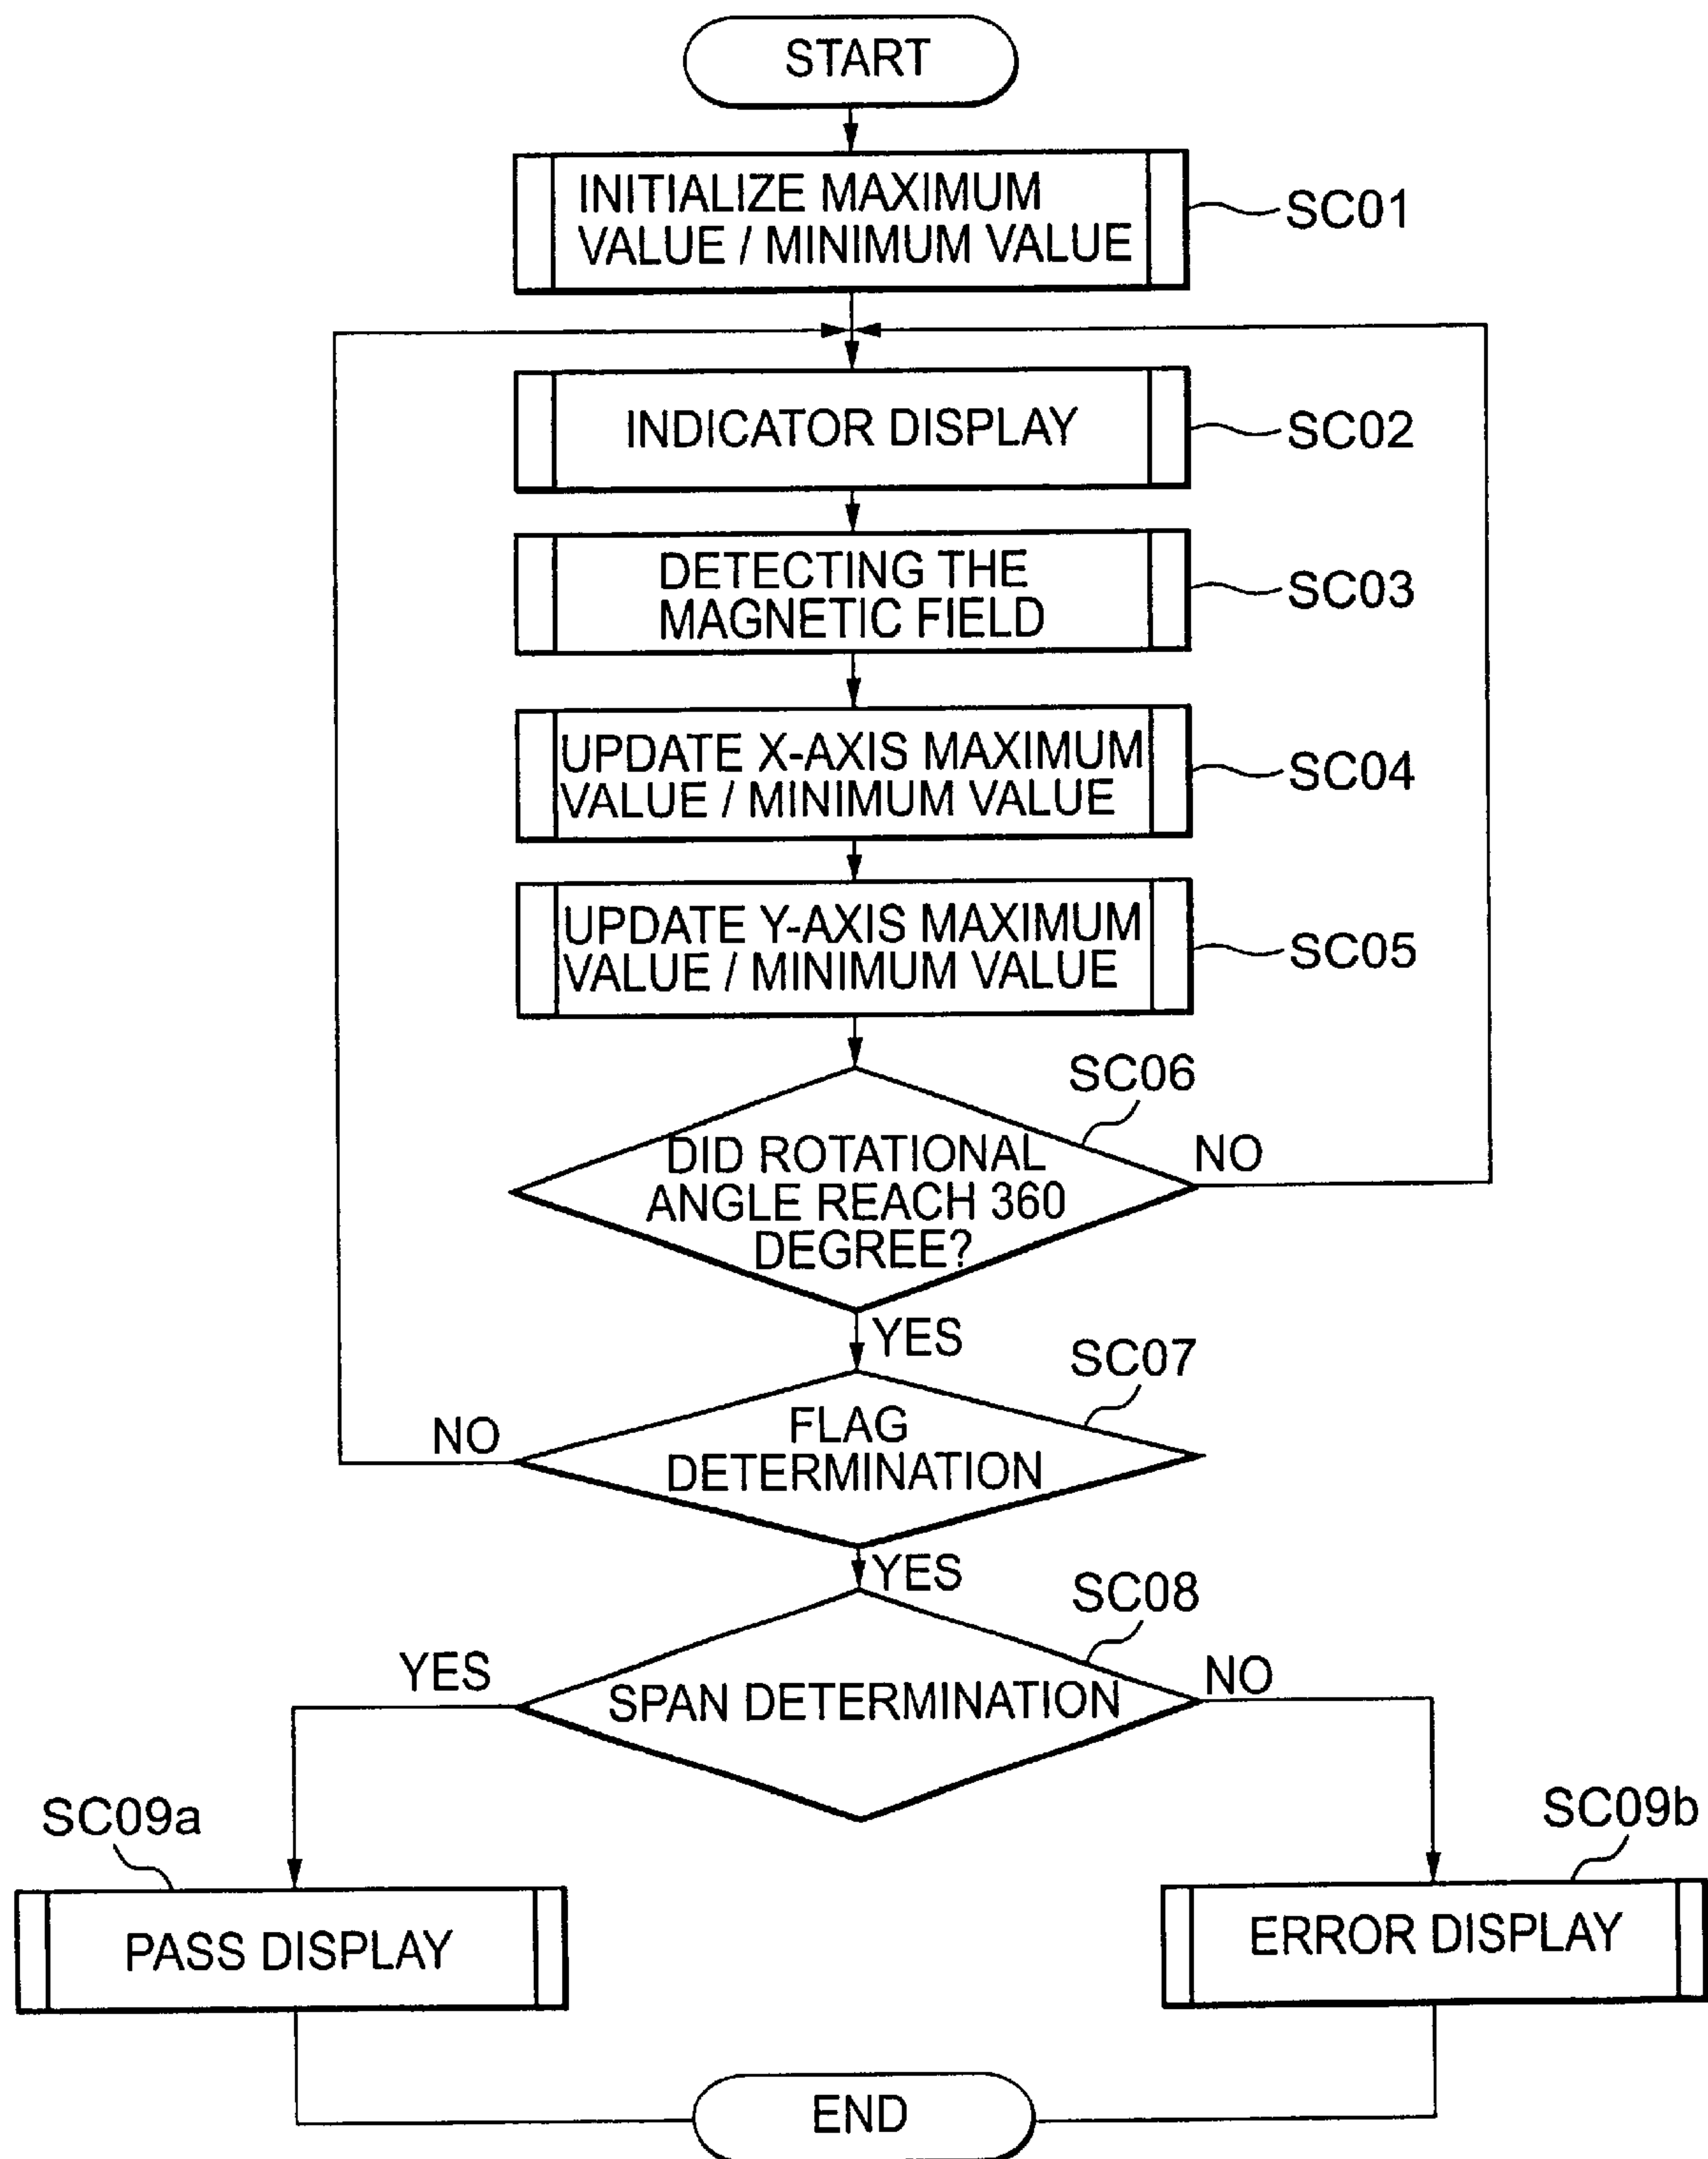 START
INITIALIZE MAXIMUM
VALUE / MINIMUM VALUE
SC01
INDICATOR DISPLAY
SC02
DETECTING THE
MAGNETIC FIELD
SC03
UPDATE X-AXIS MAXIMUM
VALUE / MINIMUM VALUE
SC04
UPDATE Y-AXIS MAXIMUM
VALUE / MINIMUM VALUE
SC05
SC06
DID ROTATIONAL
ANGLE REACH 360
DEGREE?
NO
YES
SC07
FLAG
DETERMINATION
NO
YES
SC08
SPAN DETERMINATION
YES
NO
SC09a
PASS DISPLAY
SC09b
ERROR DISPLAY
END